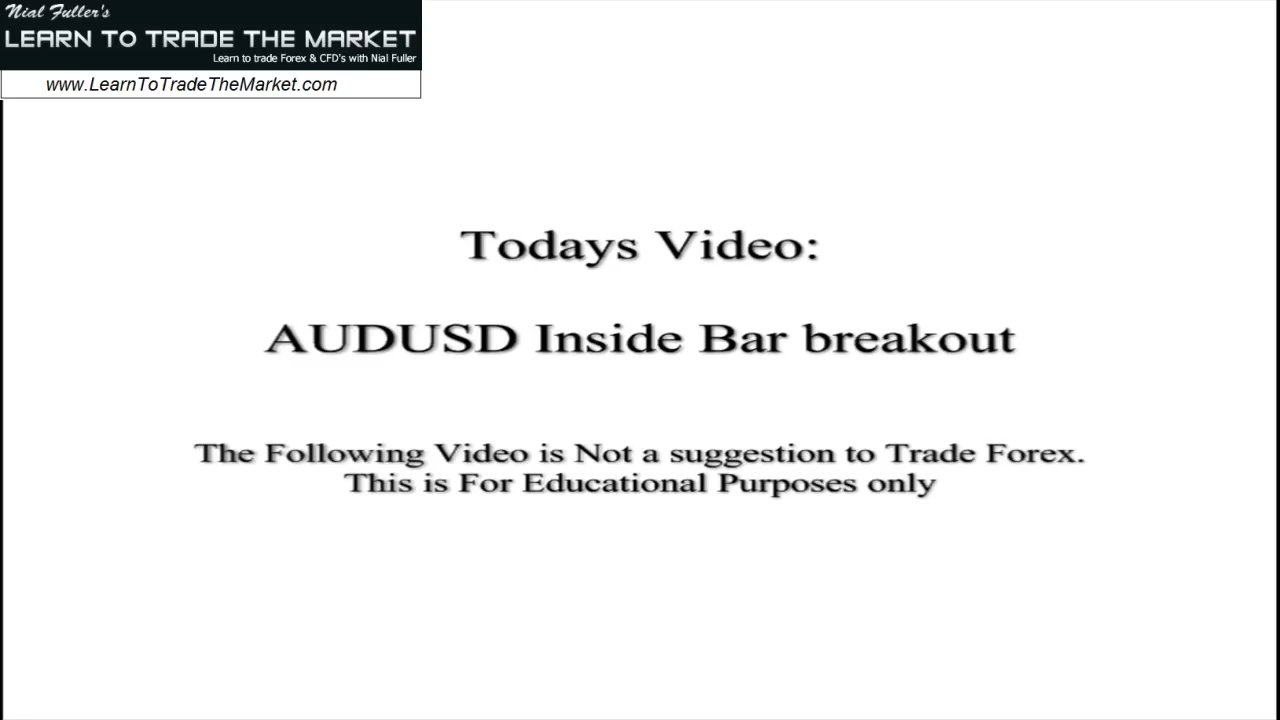 Nial Fuller's
LEARN TO TRADE THE MARKET
Learn to trade Forex & CFD's with Nial Fuller
www.LearnToTradeTheMarket.com
Todays Video:
AUDUSD Inside Bar breakout
The Following Video is Not a suggestion to Trade Forex.
This is For Educational Purposes only